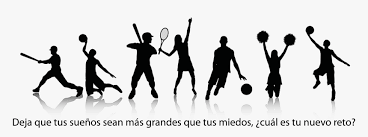 Deja que tus sueños sean más grandes que tus miedos, ¿cuál es tu nuevo reto?